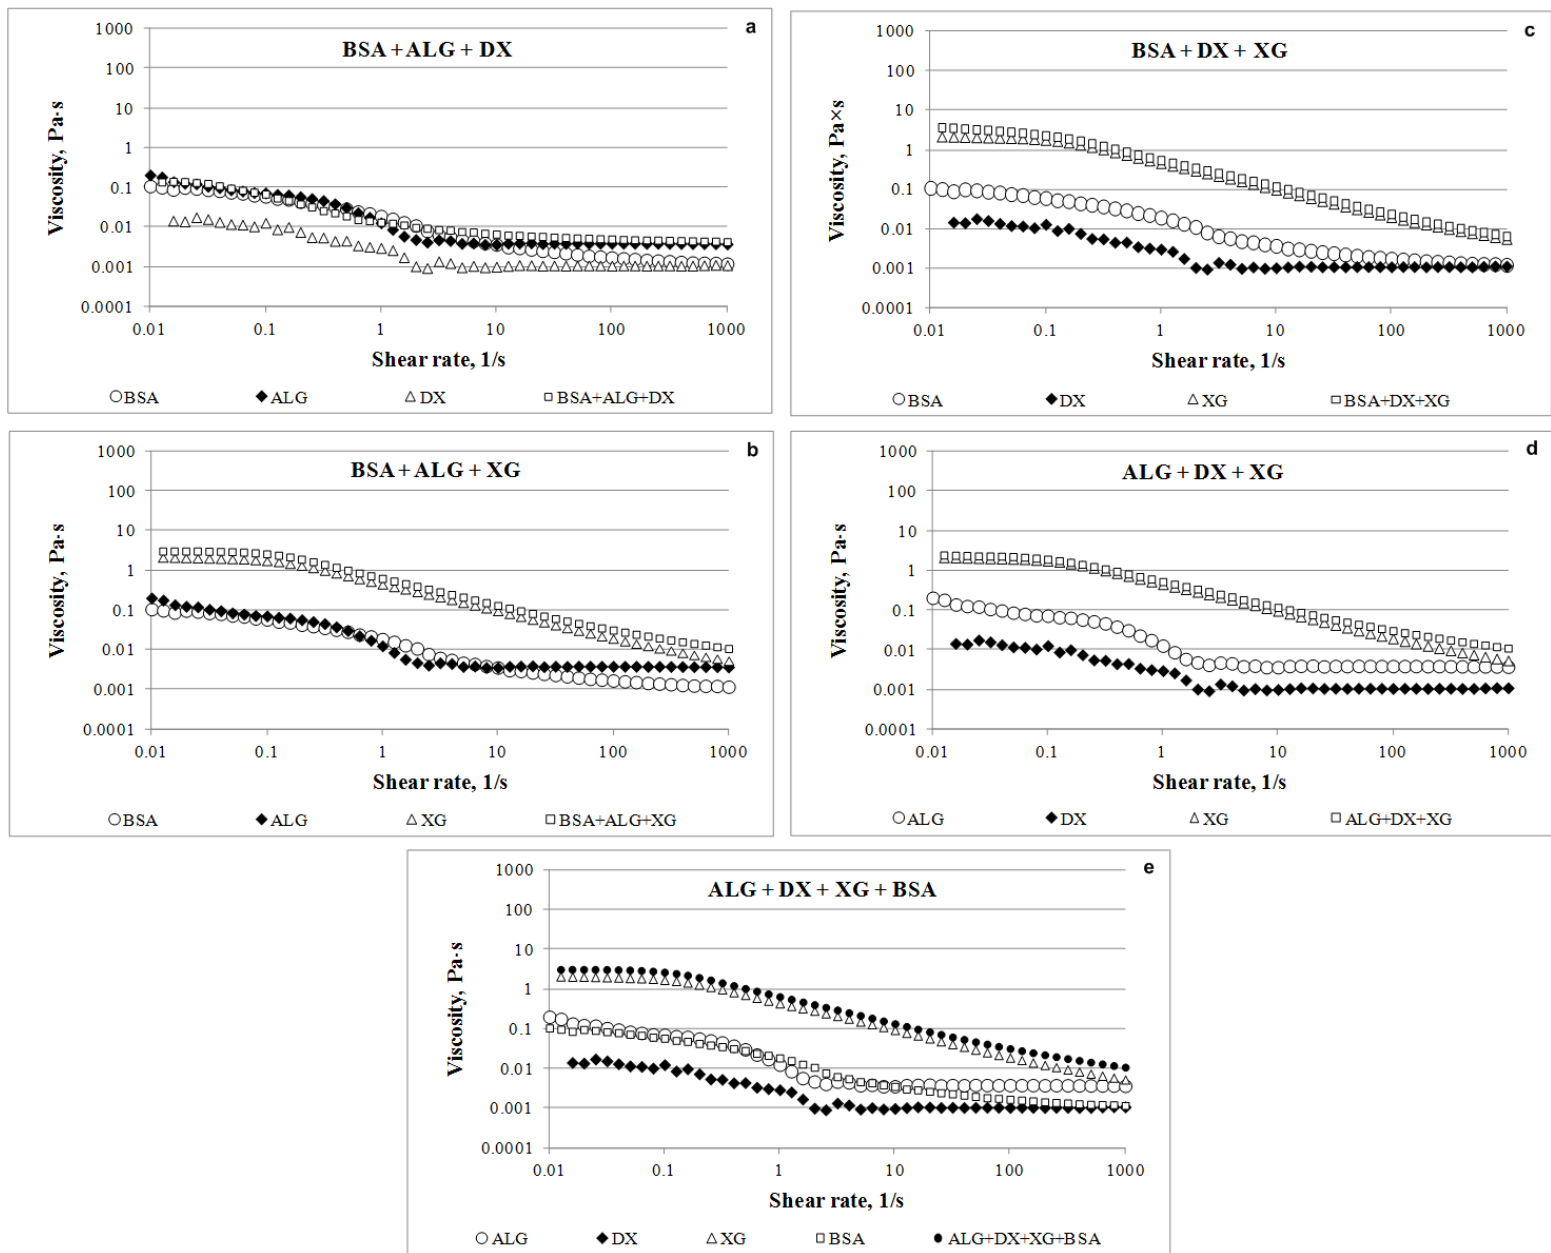 a
BSA + ALG + DX
Viscosity, Pa·s
1000
100
10
1
0.1
0.01
0.001
0.0001
0.01 0.1 1 10 100 1000
Shear rate, 1/s
BSA ALG DX BSA+ALG+DX
c
BSA + DX + XG
Viscosity, Pa×s
1000
100
10
1
0.1
0.01
0.001
0.0001
0.01 0.1 1 10 100 1000
Shear rate, 1/s
BSA DX XG BSA+DX+XG
b
BSA + ALG + XG
Viscosity, Pa·s
1000
100
10
1
0.1
0.01
0.001
0.0001
0.01 0.1 1 10 100 1000
Shear rate, 1/s
BSA ALG XG BSA+ALG+XG
d
ALG + DX + XG
Viscosity, Pa·s
1000
100
10
1
0.1
0.01
0.001
0.0001
0.01 0.1 1 10 100 1000
Shear rate, 1/s
ALG DX XG ALG+DX+XG
e
ALG + DX + XG + BSA
Viscosity, Pa·s
1000
100
10
1
0.1
0.01
0.001
0.0001
0.01 0.1 1 10 100 1000
Shear rate, 1/s
ALG DX XG BSA ALG+DX+XG+BSA